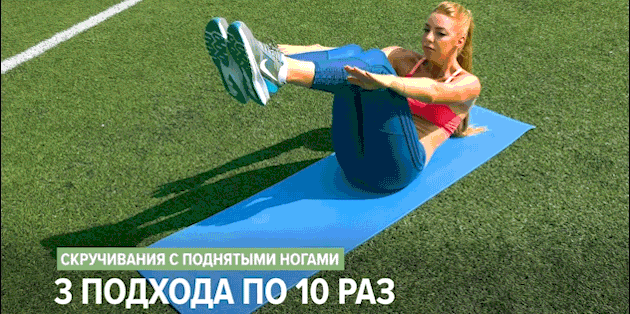 СКРУЧИВАНИЯ С ПОДНЯТЫМИ НОГАМИ
3 ПОДХОДА ПО 10 РАЗ